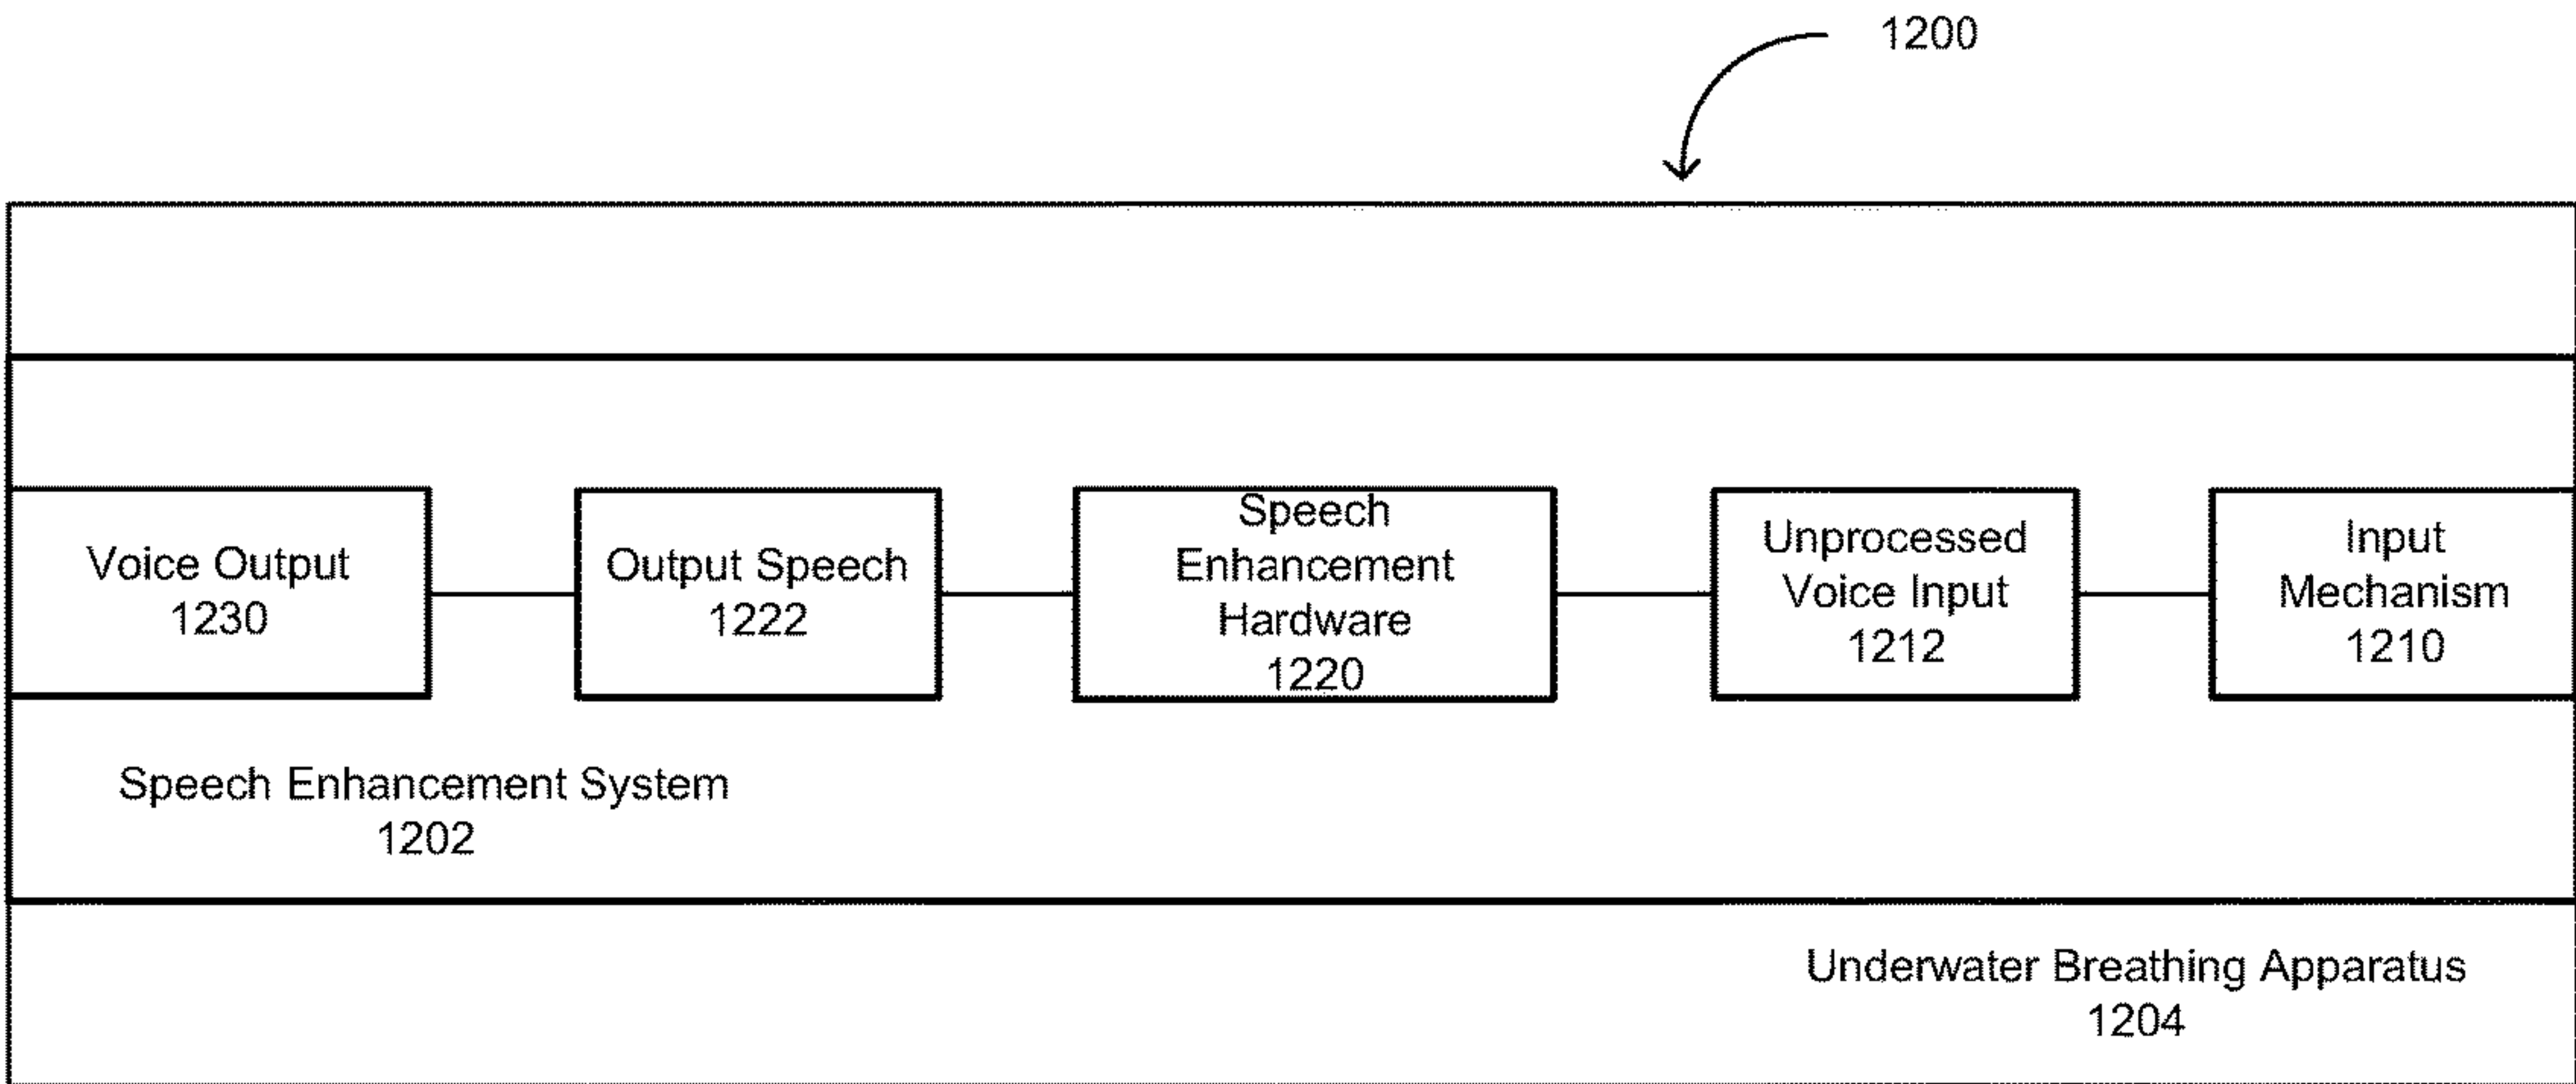 1200
Voice Output
1230
Output Speech
1222
Speech
Enhancement
Hardware
1220
Unprocessed
Voice Input
1212
Input
Mechanism
1210
Speech Enhancement System
1202
Underwater Breathing Apparatus
1204